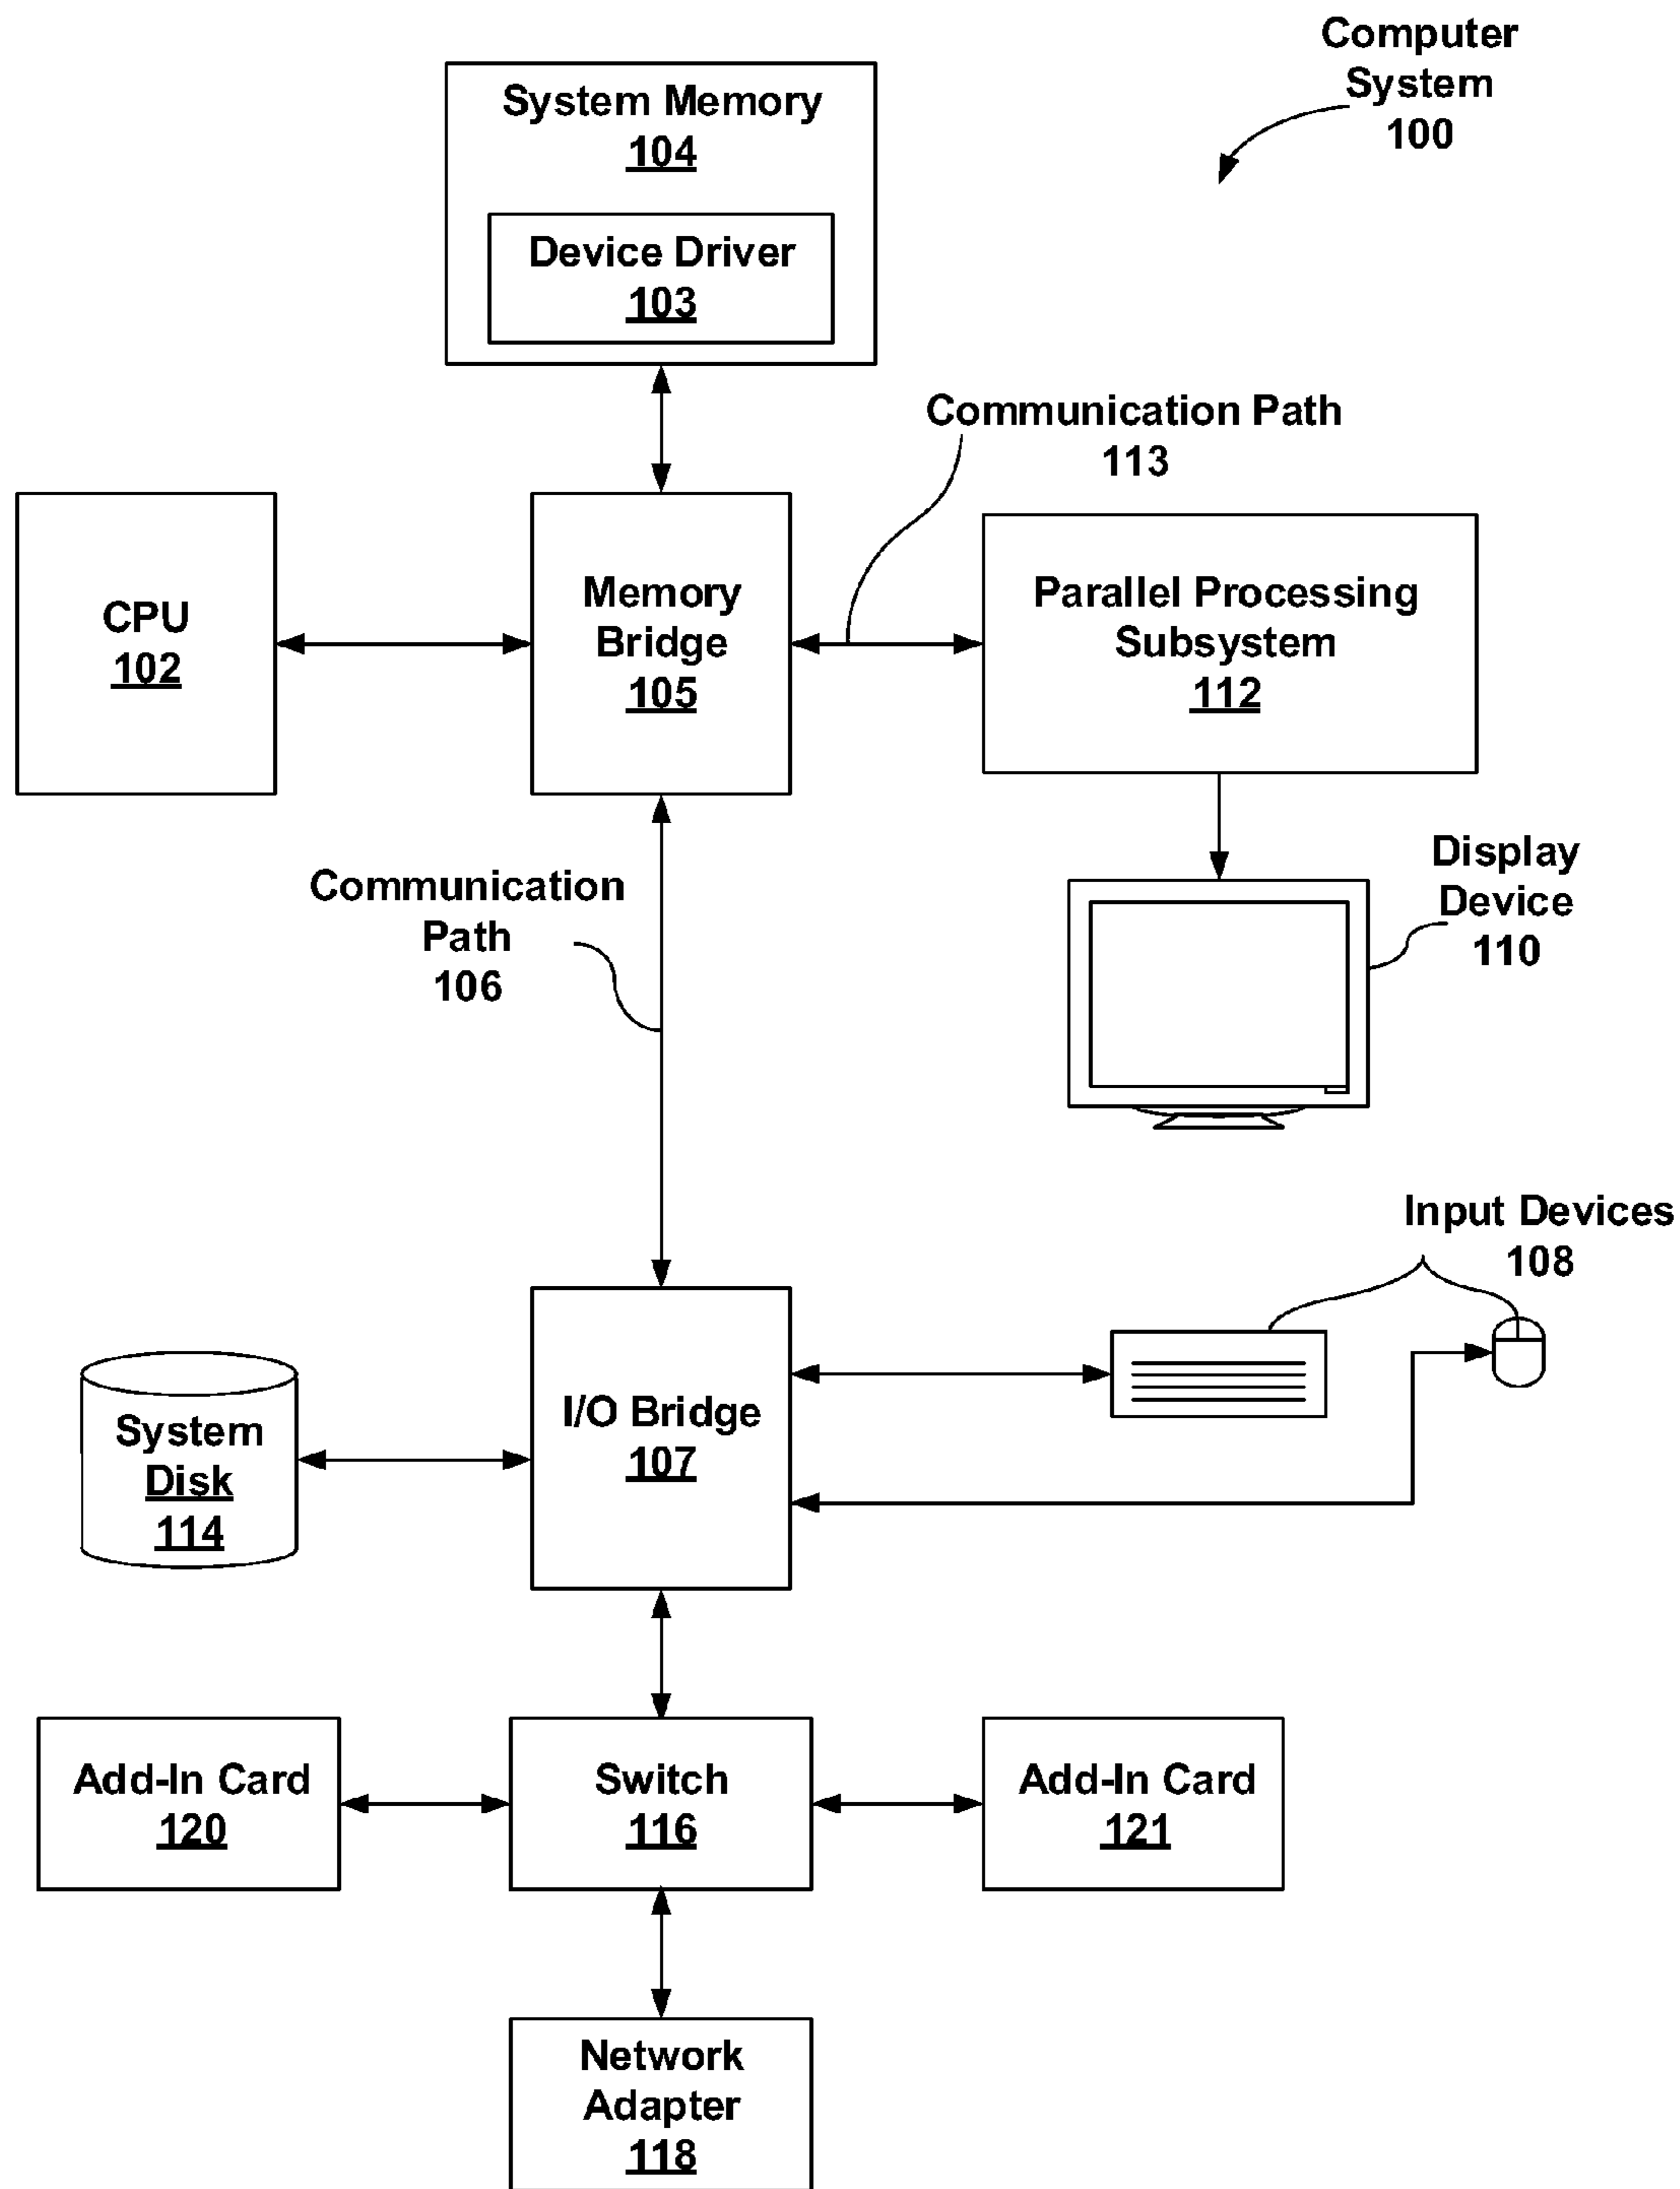 Computer
System
100
System Memory
104
Device Driver
103
Communication Path
113
CPU
102
Memory
Bridge
105
Parallel Processing
Subsystem
112
Communication
Path
106
Display
Device
110
Input Devices
108
System
Disk
114
I/O Bridge
107
Add-In Card
120
Switch
116
Add-In Card
121
Network
Adapter
118